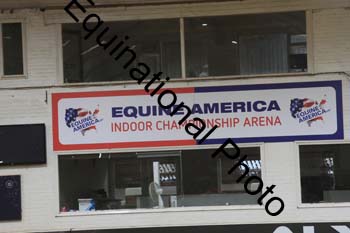 EQUINE AMERICA
EQUINE AMERICA
INDOOR CHAMPIONSHIP ARENA
EQUINE AMERICA
Equinational Photo